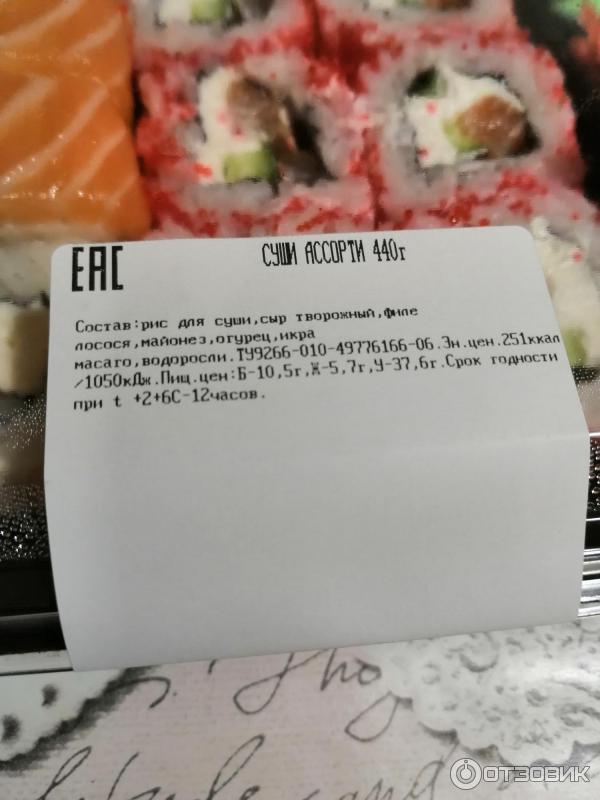 EAC
СУШИ АССОРТИ 440г
Состав:рис для суши,сыр творожный,филе
лосося,майонез,огурец,икра
масаго,водоросли.ТУ9266-010-49776166-06.Эн.цен.251ккал
/1050кДж.Пищ.цен:Б-10,5г,Ж-5,7г,У-37,6г.Срок годности
при t +2+6С-12часов.
ОТЗОВИК